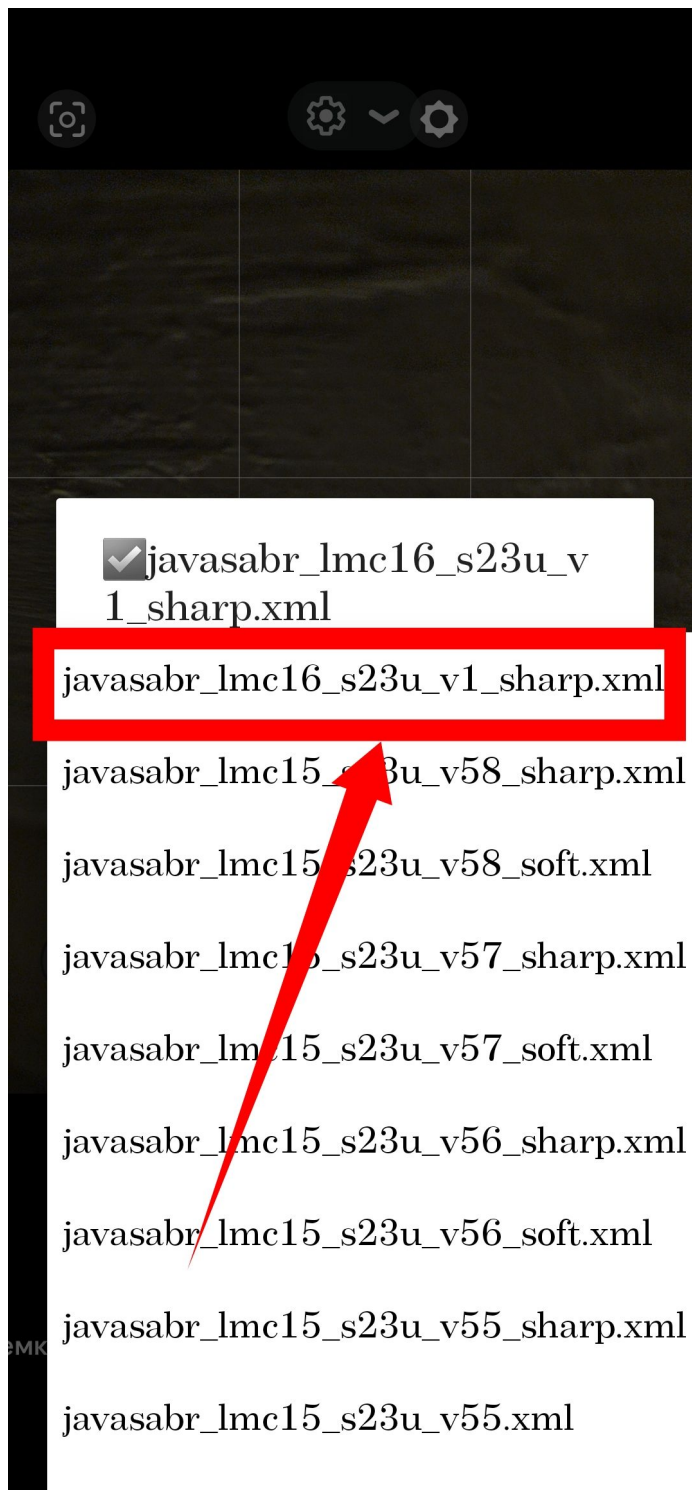 ☑javasabr_lmc16_s23u_v
1_sharp.xml
javasabr_lmc16_s23u_v1_sharp.xml
javasabr_lmc15_s23u_v58_sharp.xml
javasabr_lmc15_s23u_v58_soft.xml
javasabr_lmc15_s23u_v57_sharp.xml
javasabr_lmc15_s23u_v57_soft.xml
javasabr_lmc15_s23u_v56_sharp.xml
javasabr_lmc15_s23u_v56_soft.xml
javasabr_lmc15_s23u_v55_sharp.xml
емк
javasabr_lmc15_s23u_v55.xml